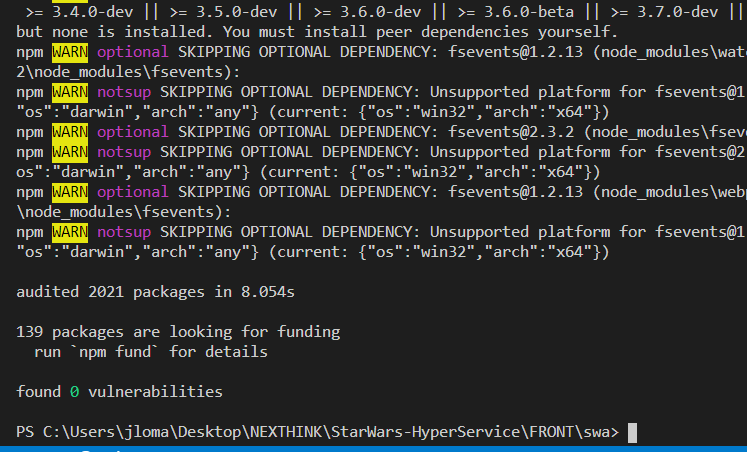 >= 3.4.0-dev || >= 3.5.0-dev || >= 3.6.0-dev || >= 3.6.0-beta || >= 3.7.0-dev ||
but none is installed. You must install peer dependencies yourself.
npm WARN optional SKIPPING OPTIONAL DEPENDENCY: fsevents@1.2.13 (node_modules\watc
2\node_modules\fsevents):
npm WARN notsup SKIPPING OPTIONAL DEPENDENCY: Unsupported platform for fsevents@1
"os":"darwin","arch":"any"} (current: {"os":"win32","arch":"x64"})
npm WARN optional SKIPPING OPTIONAL DEPENDENCY: fsevents@2.3.2 (node_modules\fseve
npm WARN notsup SKIPPING OPTIONAL DEPENDENCY: Unsupported platform for fsevents@2
os":"darwin","arch":"any"} (current: {"os":"win32","arch":"x64"})
npm WARN optional SKIPPING OPTIONAL DEPENDENCY: fsevents@1.2.13 (node_modules\webp
\node_modules\fsevents):
npm WARN notsup SKIPPING OPTIONAL DEPENDENCY: Unsupported platform for fsevents@1
"os":"darwin","arch":"any"} (current: {"os":"win32","arch":"x64"})
audited 2021 packages in 8.054s
139 packages are looking for funding
run `npm fund` for details
found 0 vulnerabilities
PS C:\Users\jloma\Desktop\NEXTHINK\StarWars-HyperService\FRONT\swa>